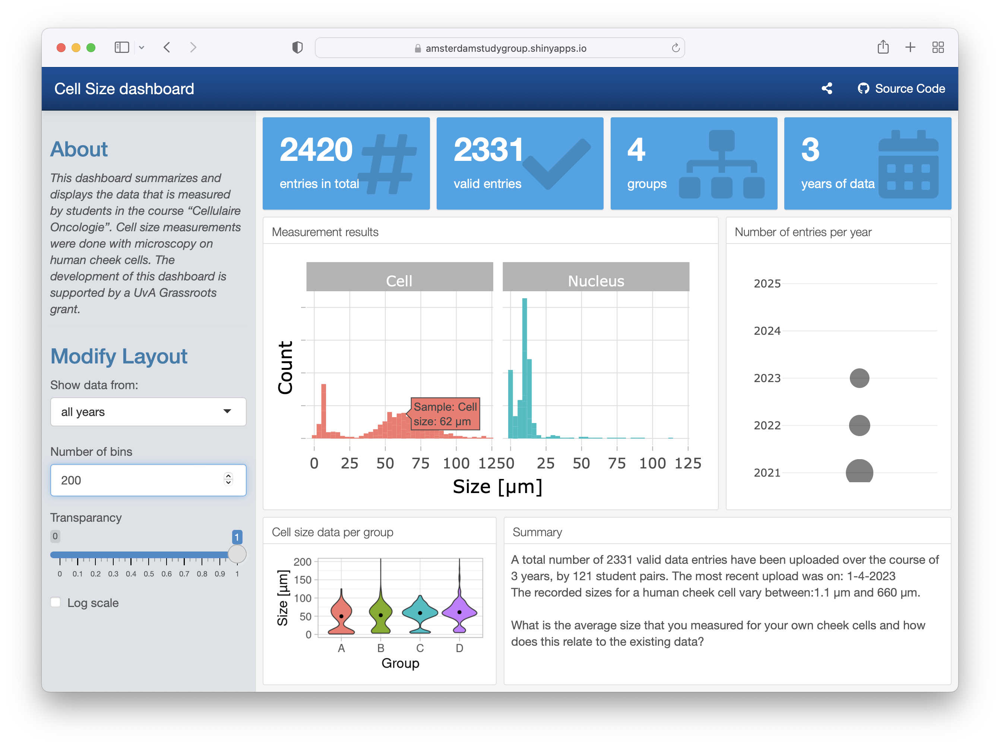 amsterdamstudygroup.shinyapps.io
Cell Size dashboard
Source Code
About
This dashboard summarizes and
displays the data that is measured
by students in the course “Cellulaire
Oncologie”. Cell size measurements
were done with microscopy on
human cheek cells. The
development of this dashboard is
supported by a UvA Grassroots
grant.
Modify Layout
Show data from:
all years
Number of bins
200
Transparancy
0
1
0 0.1 0.2 0.3 0.4 0.5 0.6 0.7 0.8 0.9 1
Log scale
2420
entries in total
2331
valid entries
4
groups
3
years of data
Measurement results
Cell
Nucleus
Count
Sample: Cell
size: 62 µm
0 25 50 75 100 125
0 25 50 75 100 125
Size [µm]
Number of entries per year
2025
2024
2023
2022
2021
Cell size data per group
Size [µm]
200
150
100
50
0
A B C D
Group
Summary
A total number of 2331 valid data entries have been uploaded over the course of
3 years, by 121 student pairs. The most recent upload was on: 1-4-2023
The recorded sizes for a human cheek cell vary between:1.1 µm and 660 µm.
What is the average size that you measured for your own cheek cells and how
does this relate to the existing data?